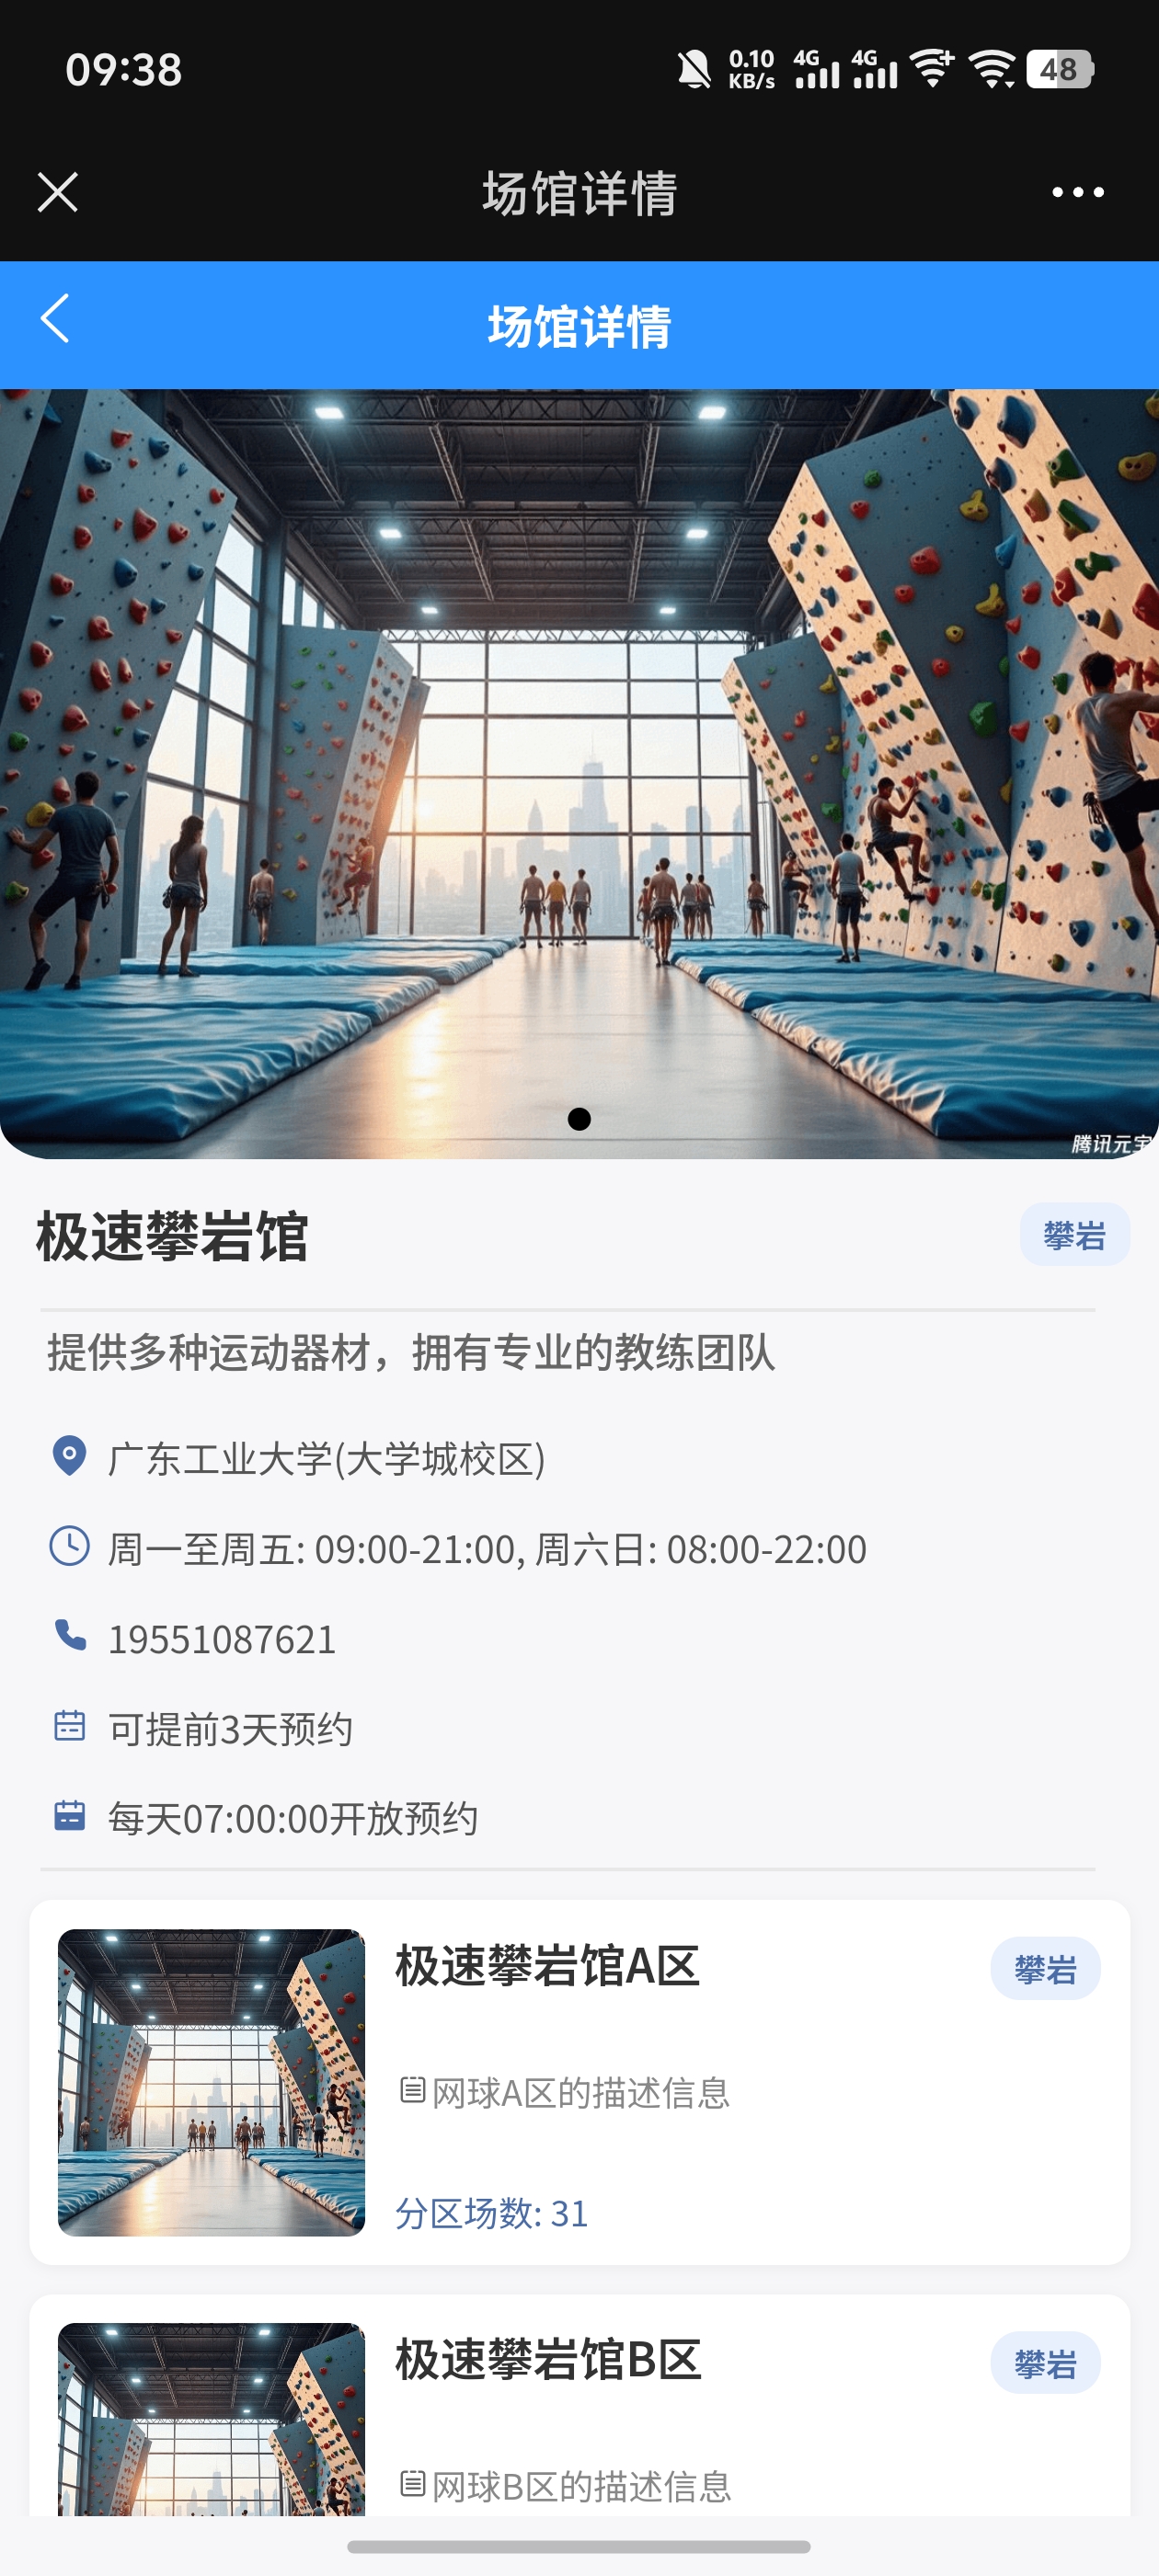 09:38
0.10
KB/s
4G
4G
48
场馆详情
场馆详情
腾讯元宝
极速攀岩馆
攀岩
提供多种运动器材，拥有专业的教练团队
广东工业大学(大学城校区)
周一至周五: 09:00-21:00, 周六日: 08:00-22:00
19551087621
可提前3天预约
每天07:00:00开放预约
极速攀岩馆A区
攀岩
网球A区的描述信息
分区场数: 31
极速攀岩馆B区
攀岩
网球B区的描述信息